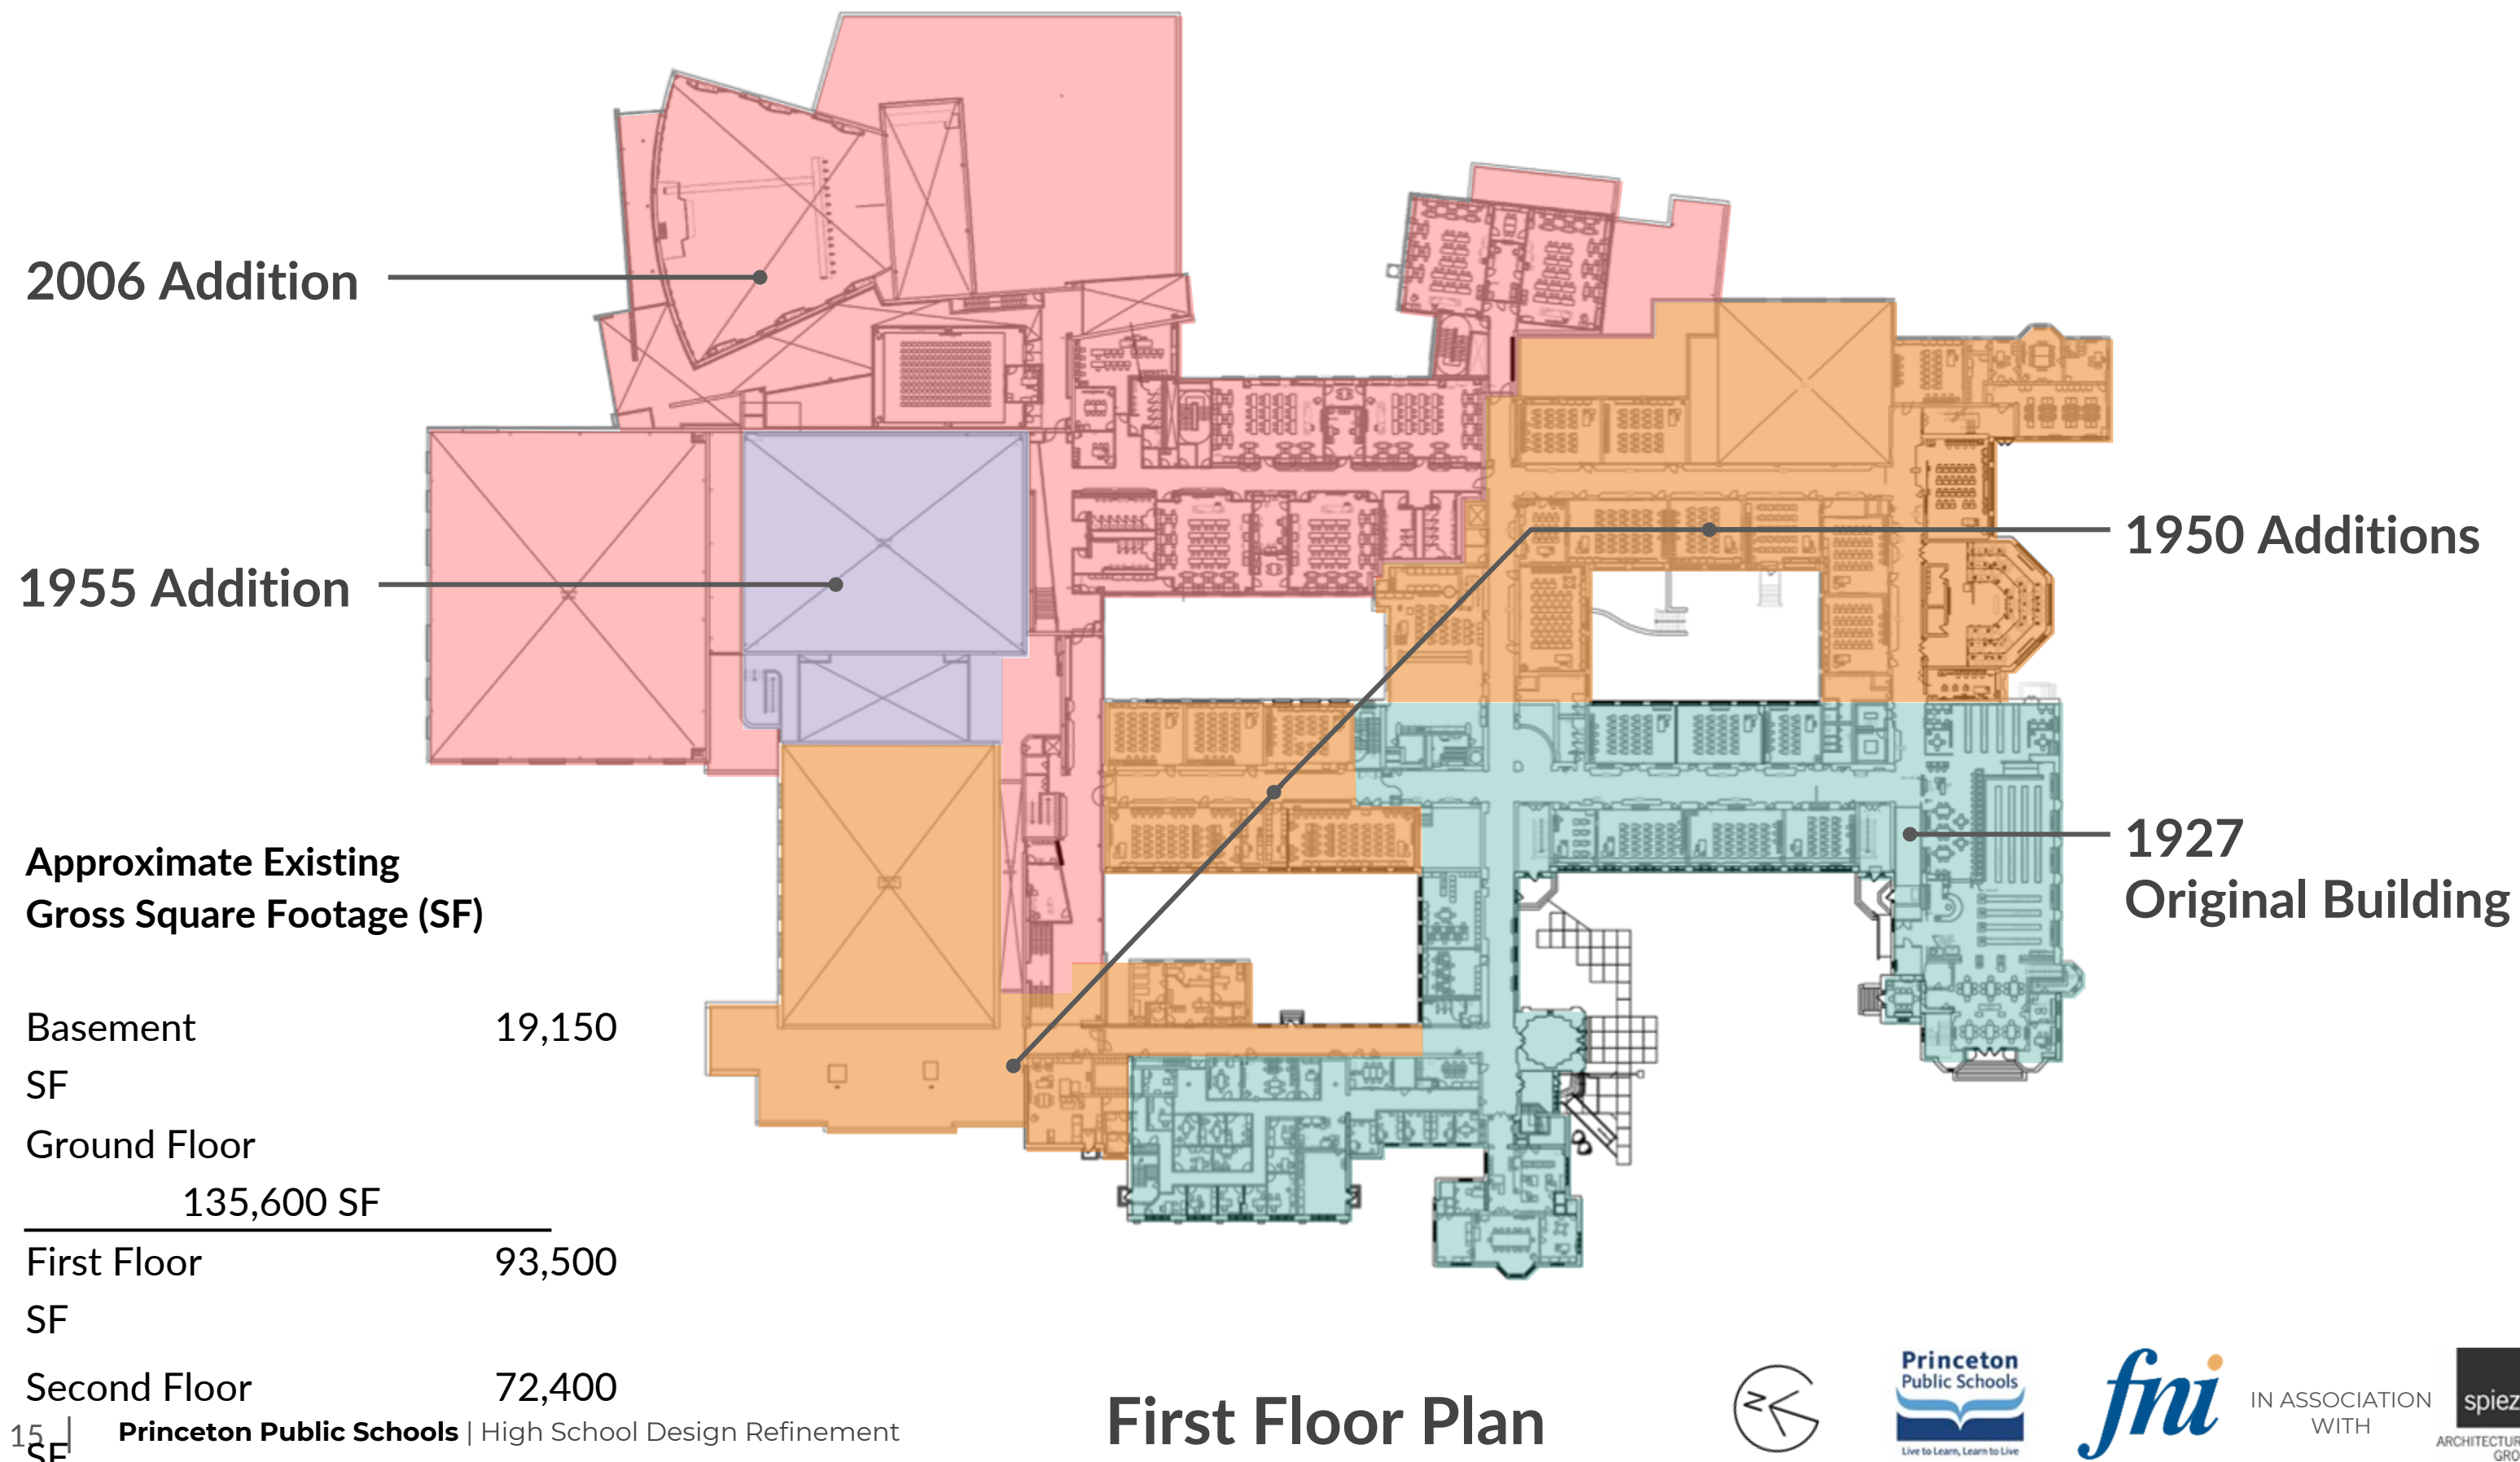 2006 Addition
1955 Addition
1950 Additions
1927
Original Building
Approximate Existing
Gross Square Footage (SF)
Basement 19,150
SF
Ground Floor
135,600 SF
First Floor 93,500
SF
Second Floor 72,400
SF
15 | Princeton Public Schools | High School Design Refinement
First Floor Plan
N
Princeton
Public Schools
Live to Learn, Learn to Live
fni
IN ASSOCIATION
WITH
spiez
ARCHITECTUR
GRO